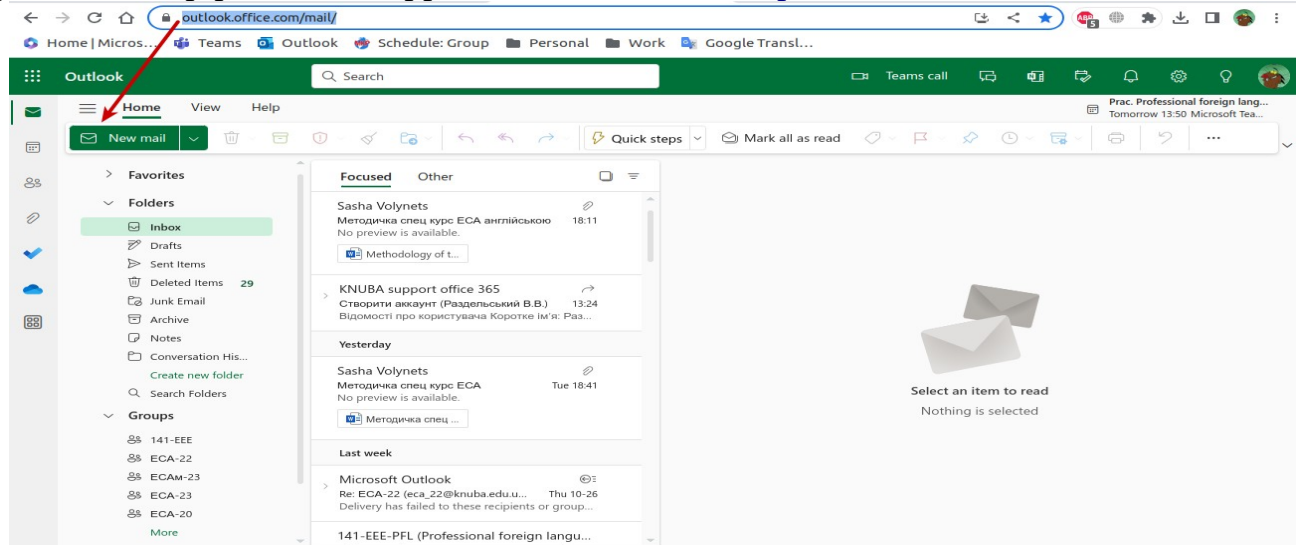 outlook.office.com/mail/
Home | Micros... Teams Outlook Schedule: Group Personal Work Google Transl...
Outlook Search Teams call
Home View Help
Prac. Professional foreign lang...
Tomorrow 13:50 Microsoft Tea...
New mail Quick steps Mark all as read
Favorites
Folders
Inbox
Drafts
Sent Items
Deleted Items 29
Junk Email
Archive
Notes
Conversation His...
Create new folder
Search Folders
Groups
141-EEE
ECA-22
ECAм-23
ECA-23
ECA-20
More
Focused Other
Sasha Volynets
Методичка спец курс ЕСА англійською 18:11
No preview is available.
Methodology of t...
KNUBA support office 365
Створити аккаунт (Раздельський В.В.) 13:24
Відомості про користувача Коротке ім'я: Раз...
Yesterday
Sasha Volynets
Методичка спец курс ЕСА Tue 18:41
No preview is available.
Методичка спец ...
Last week
Microsoft Outlook
Re: ECA-22 (eca_22@knuba.edu.u... Thu 10-26
Delivery has failed to these recipients or group...
141-EEE-PFL (Professional foreign langu...
Select an item to read
Nothing is selected